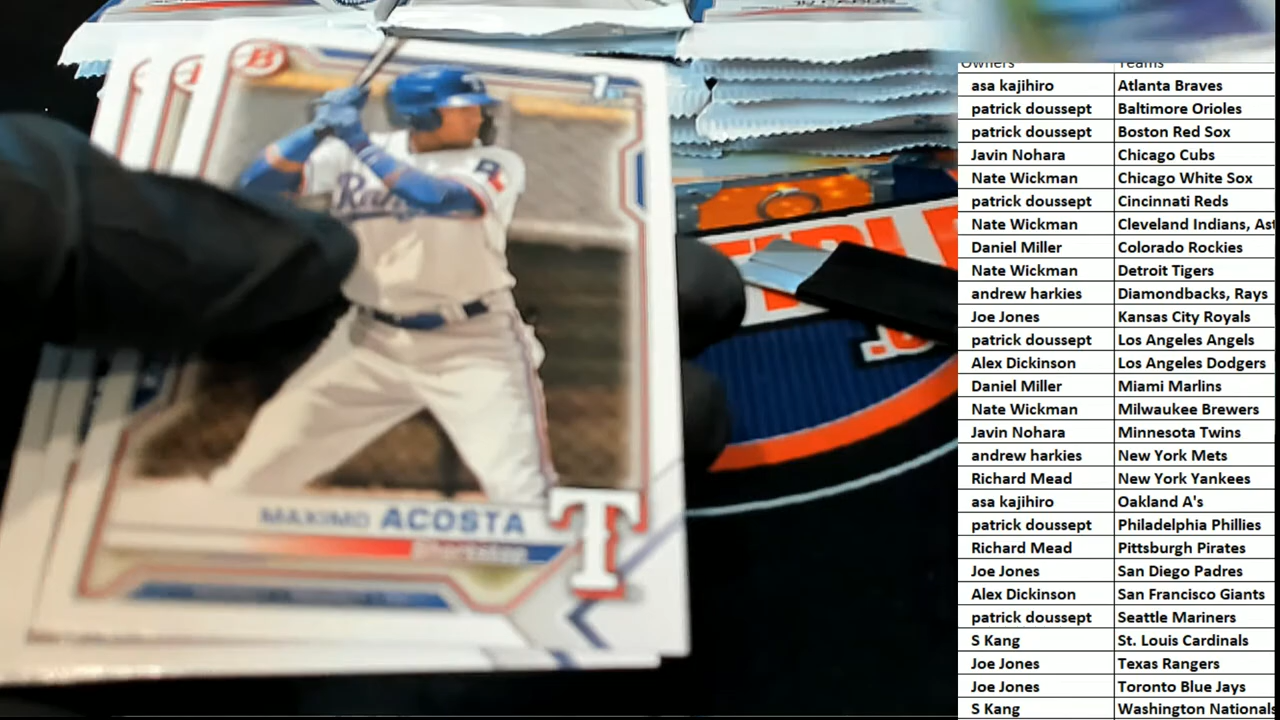 Owners Teams
asa kajihiro Atlanta Braves
patrick doussept Baltimore Orioles
patrick doussept Boston Red Sox
Javin Nohara Chicago Cubs
Nate Wickman Chicago White Sox
patrick doussept Cincinnati Reds
Nate Wickman Cleveland Indians, Ast
Daniel Miller Colorado Rockies
Nate Wickman Detroit Tigers
andrew harkies Diamondbacks, Rays
Joe Jones Kansas City Royals
patrick doussept Los Angeles Angels
Alex Dickinson Los Angeles Dodgers
Daniel Miller Miami Marlins
Nate Wickman Milwaukee Brewers
Javin Nohara Minnesota Twins
andrew harkies New York Mets
Richard Mead New York Yankees
asa kajihiro Oakland A's
patrick doussept Philadelphia Phillies
Richard Mead Pittsburgh Pirates
Joe Jones San Diego Padres
Alex Dickinson San Francisco Giants
patrick doussept Seattle Mariners
S Kang St. Louis Cardinals
Joe Jones Texas Rangers
Joe Jones Toronto Blue Jays
S Kang Washington Nationals
B
1st
Ran
MAXIMO ACOSTA
Shortstop
T